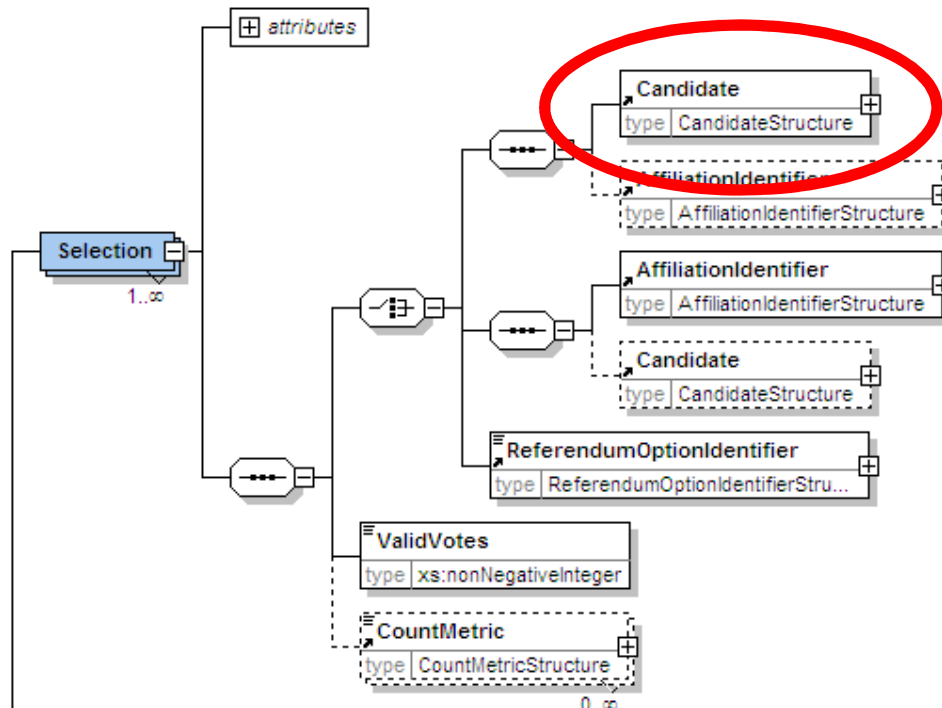 attributes
Candidate
type CandidateStructure
AffiliationIdentifier
type AffiliationIdentifierStructure
Selection
1..∞
AffiliationIdentifier
type AffiliationIdentifierStructure
Candidate
type CandidateStructure
ReferendumOptionIdentifier
type ReferendumOptionIdentifierStru...
ValidVotes
type xs:nonNegativeInteger
CountMetric
type CountMetricStructure
0..∞